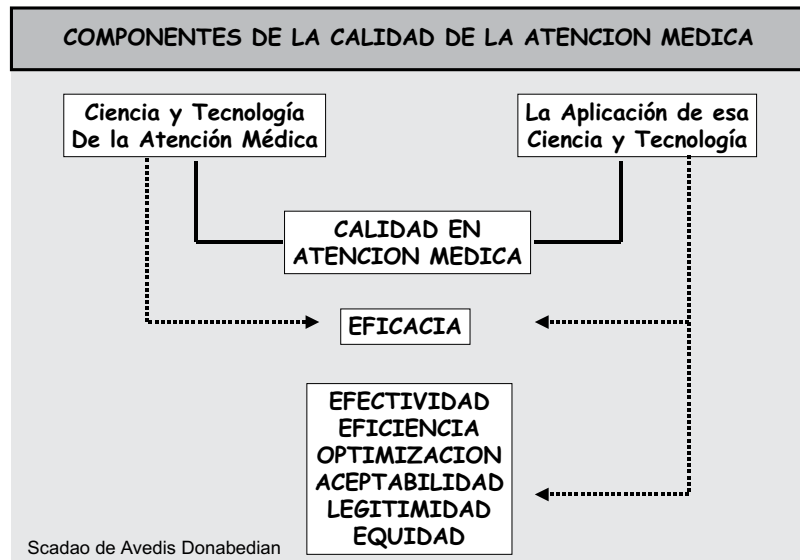 COMPONENTES DE LA CALIDAD DE LA ATENCION MEDICA
Ciencia y Tecnología
De la Atención Médica
La Aplicación de esa
Ciencia y Tecnología
CALIDAD EN
ATENCION MEDICA
EFICACIA
EFECTIVIDAD
EFICIENCIA
OPTIMIZACION
ACEPTABILIDAD
LEGITIMIDAD
EQUIDAD
Scadao de Avedis Donabedian